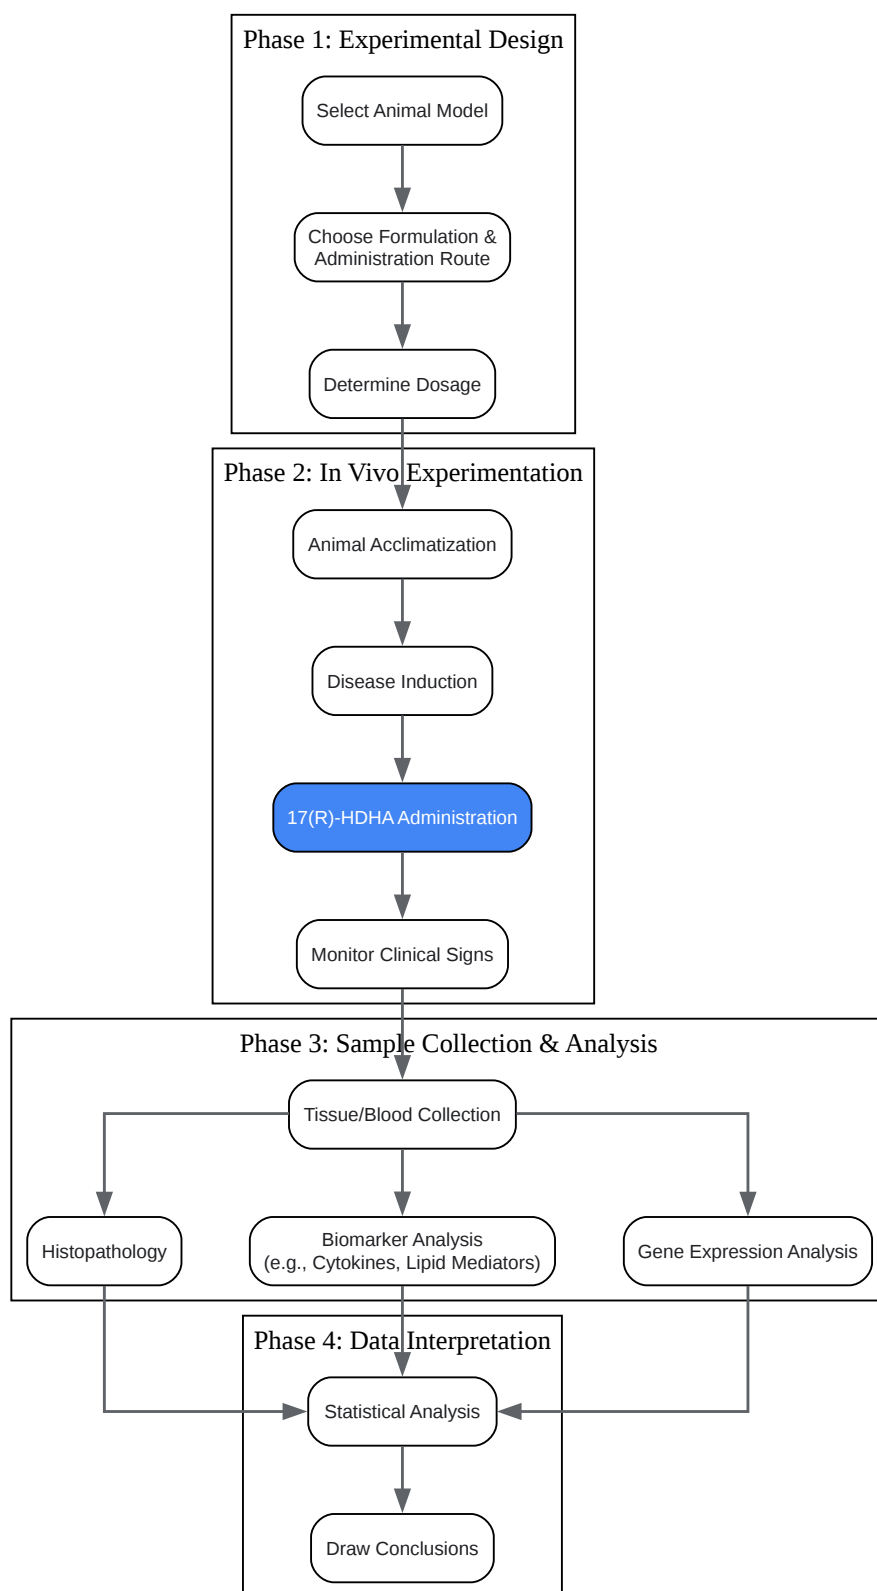 Phase 1: Experimental Design
Select Animal Model
Choose Formulation &
Administration Route
Determine Dosage
Phase 2: In Vivo Experimentation
Animal Acclimatization
Disease Induction
17(R)-HDHA Administration
Monitor Clinical Signs
Phase 3: Sample Collection & Analysis
Tissue/Blood Collection
Histopathology
Biomarker Analysis
(e.g., Cytokines, Lipid Mediators)
Gene Expression Analysis
Phase 4: Data Interpretation
Statistical Analysis
Draw Conclusions